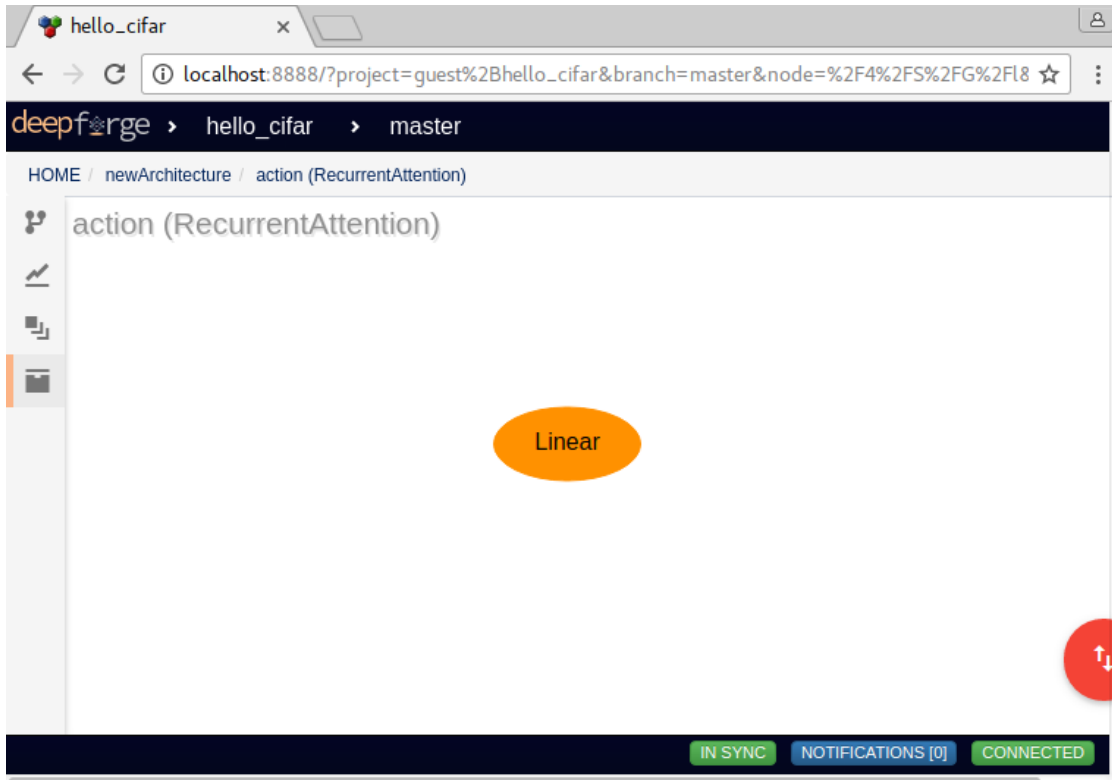 hello_cifar
localhost:8888/?project=guest%2Bhello_cifar&branch=master&node=%2F4%2FS%2FG%2Fl8
deepforge › hello_cifar › master
HOME / newArchitecture / action (RecurrentAttention)
action (RecurrentAttention)
Linear
IN SYNC NOTIFICATIONS [0] CONNECTED